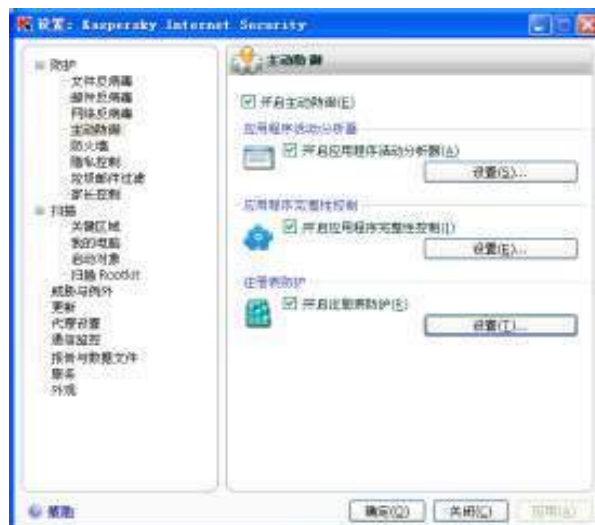 设置: Kaspersky Internet Security
防护
文件反病毒
邮件反病毒
网络反病毒
主动防御
防火墙
隐私控制
垃圾邮件过滤
家长控制
扫描
关键区域
我的电脑
启动对象
扫描 Rootkit
威胁与例外
更新
代理设置
通信监控
报告与数据文件
服务
外观
主动防御
开启主动防御(E)
应用程序活动分析器
开启应用程序活动分析器(A)
设置(S)...
应用程序完整性控制
开启应用程序完整性控制(I)
设置(E)...
注册表防护
开启注册表防护(R)
设置(T)...
帮助
确定(O)
关闭(C)
应用(A)